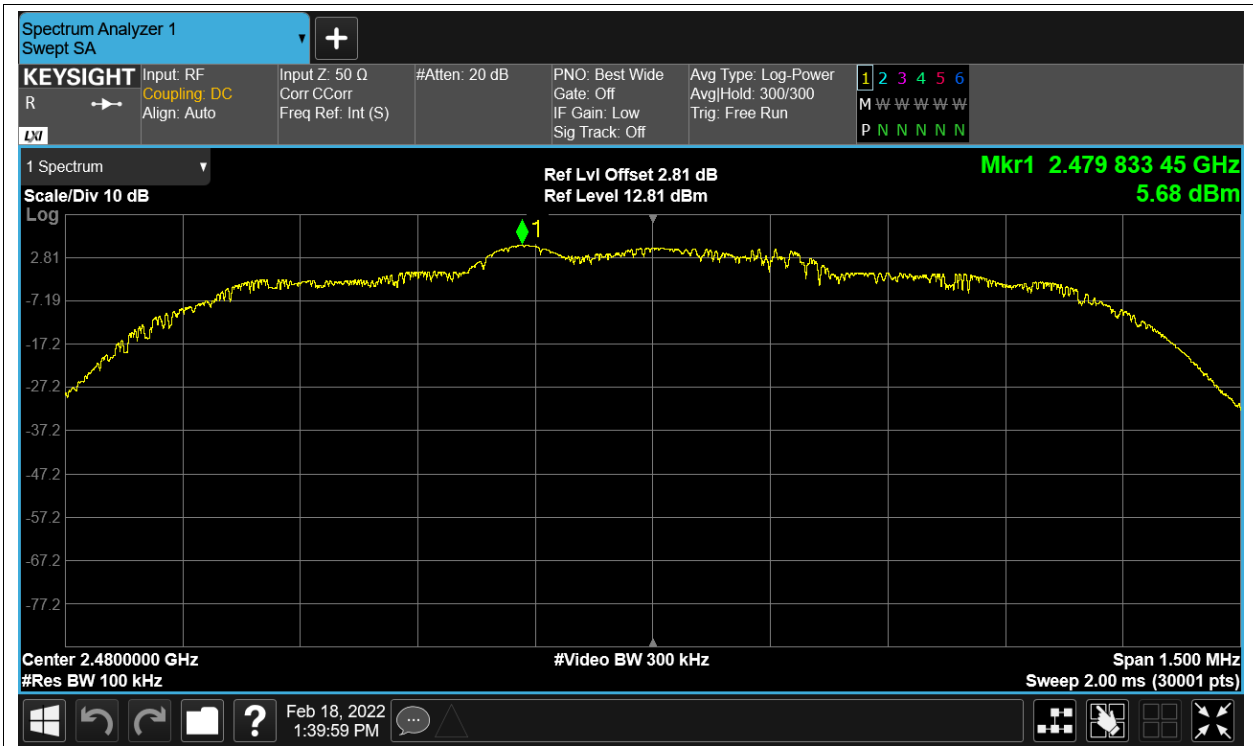 Spectrum Analyzer 1
Swept SA
KEYSIGHT
R
LXI
Input: RF
Coupling: DC
Align: Auto
Input Z: 50 Ω
Corr CCorr
Freq Ref: Int (S)
#Atten: 20 dB
PNO: Best Wide
Gate: Off
IF Gain: Low
Sig Track: Off
Avg Type: Log-Power
Avg|Hold: 300/300
Trig: Free Run
1 2 3 4 5 6
M W W W W W
P N N N N N
1 Spectrum
Scale/Div 10 dB
Log
Ref Lvl Offset 2.81 dB
Ref Level 12.81 dBm
Mkr1 2.479 833 45 GHz
5.68 dBm
1
2.81
-7.19
-17.2
-27.2
-37.2
-47.2
-57.2
-67.2
-77.2
Center 2.4800000 GHz
#Res BW 100 kHz
#Video BW 300 kHz
Span 1.500 MHz
Sweep 2.00 ms (30001 pts)
?
Feb 18, 2022
1:39:59 PM